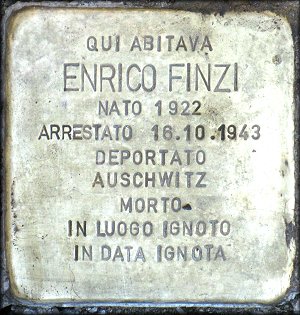 QUI ABITAVA
ENRICO FINZI
NATO 1922
ARRESTATO 16.10.1943
DEPORTATO
AUSCHWITZ
MORTO
IN LUOGO IGNOTO
IN DATA IGNOTA